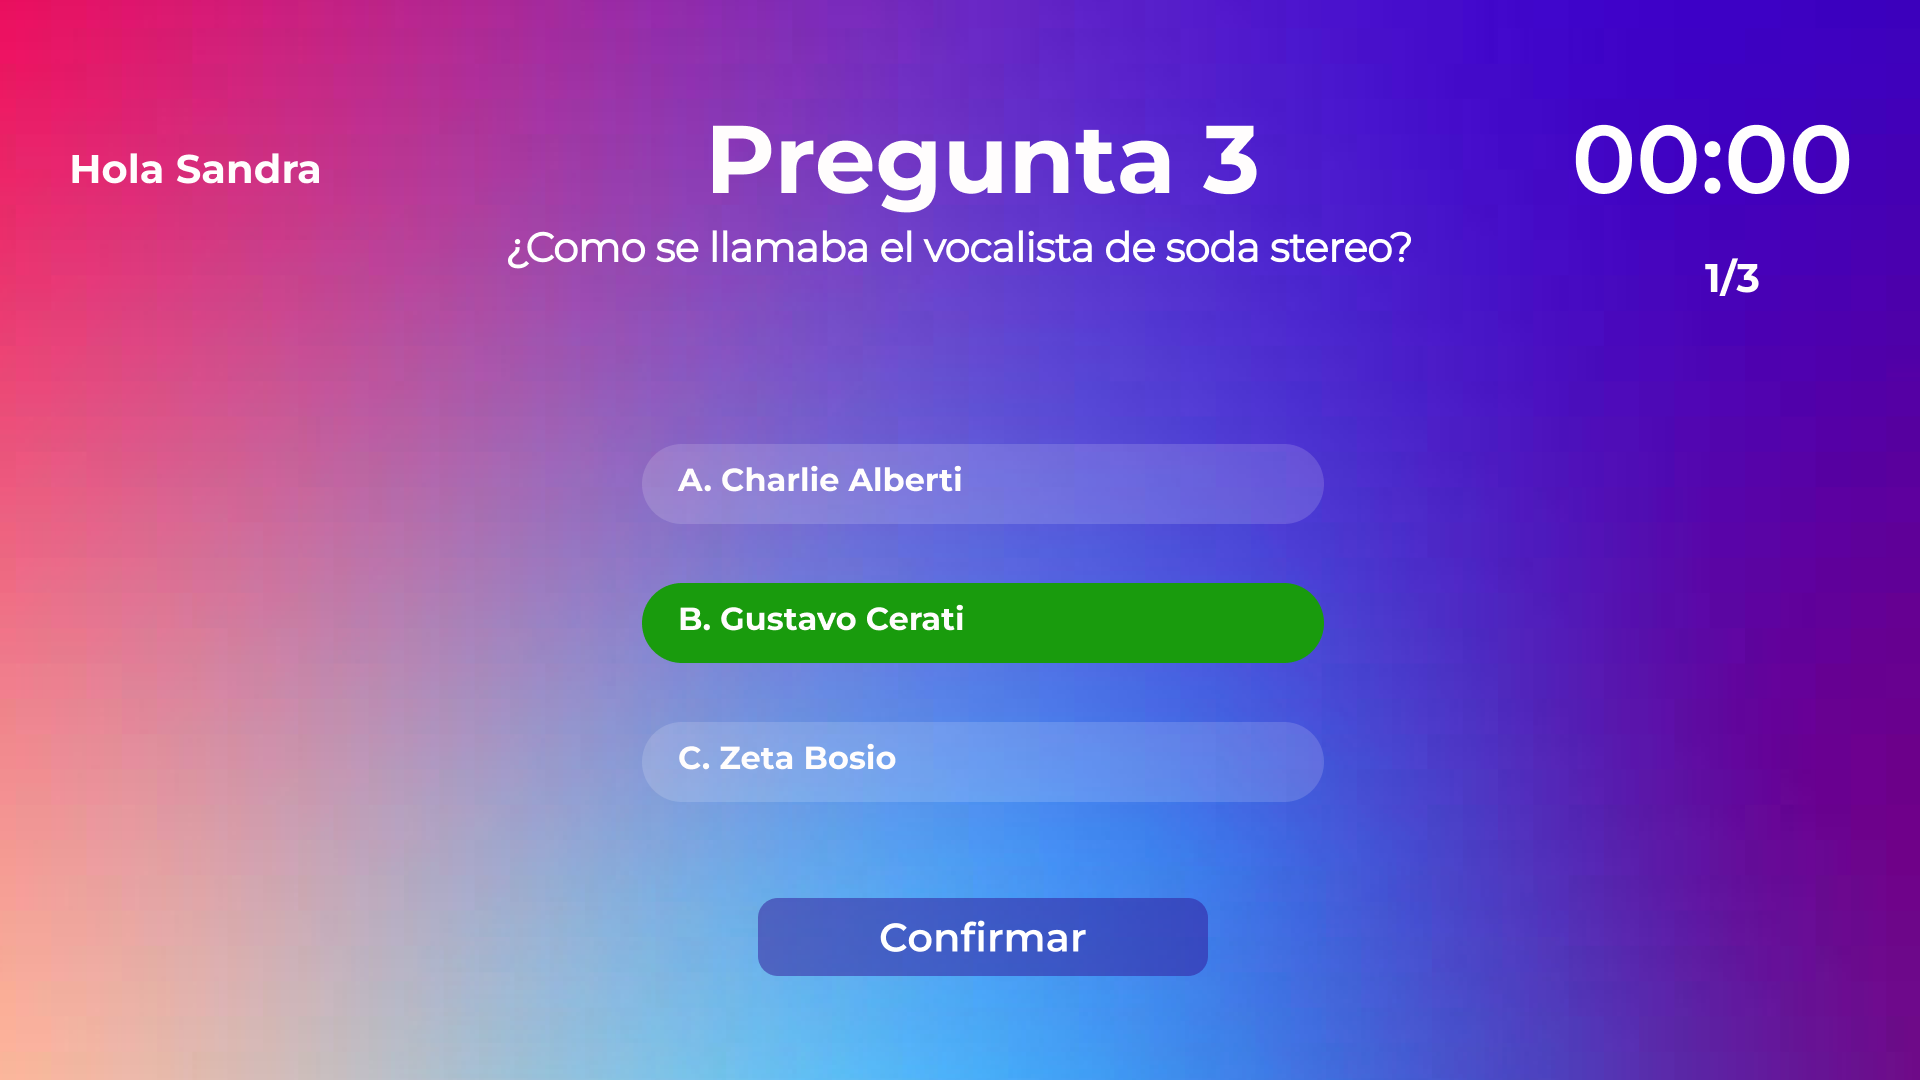 Hola Sandra
Pregunta 3
00:00
¿Como se llamaba el vocalista de soda stereo?
1/3
A. Charlie Alberti
B. Gustavo Cerati
C. Zeta Bosio
Confirmar